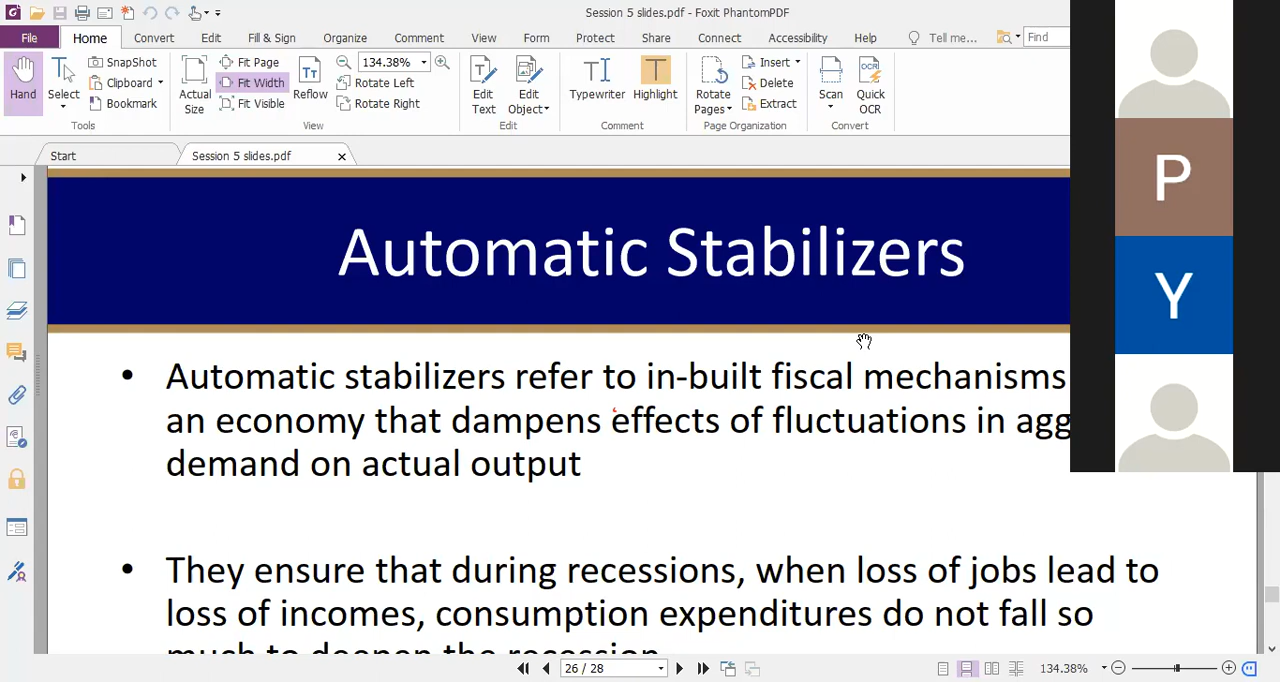 Session 5 slides.pdf - Foxit PhantomPDF
File Home Convert Edit Fill & Sign Organize Comment View Form Protect Share Connect Accessibility Help Tell me... Find
Hand
Select
SnapShot
Clipboard
Bookmark
Tools
Actual Size
Fit Page
Fit Width
Fit Visible
Reflow
134.38%
Rotate Left
Rotate Right
View
Edit Text
Edit Object
Edit
Typewriter
Highlight
Comment
Rotate Pages
Insert
Delete
Extract
Page Organization
Scan
Quick OCR
Convert
Start
Session 5 slides.pdf
P
Y
Automatic Stabilizers
• Automatic stabilizers refer to in-built fiscal mechanisms
an economy that dampens effects of fluctuations in agg
demand on actual output
• They ensure that during recessions, when loss of jobs lead to
loss of incomes, consumption expenditures do not fall so
much to deepen the recession
26 / 28
134.38%